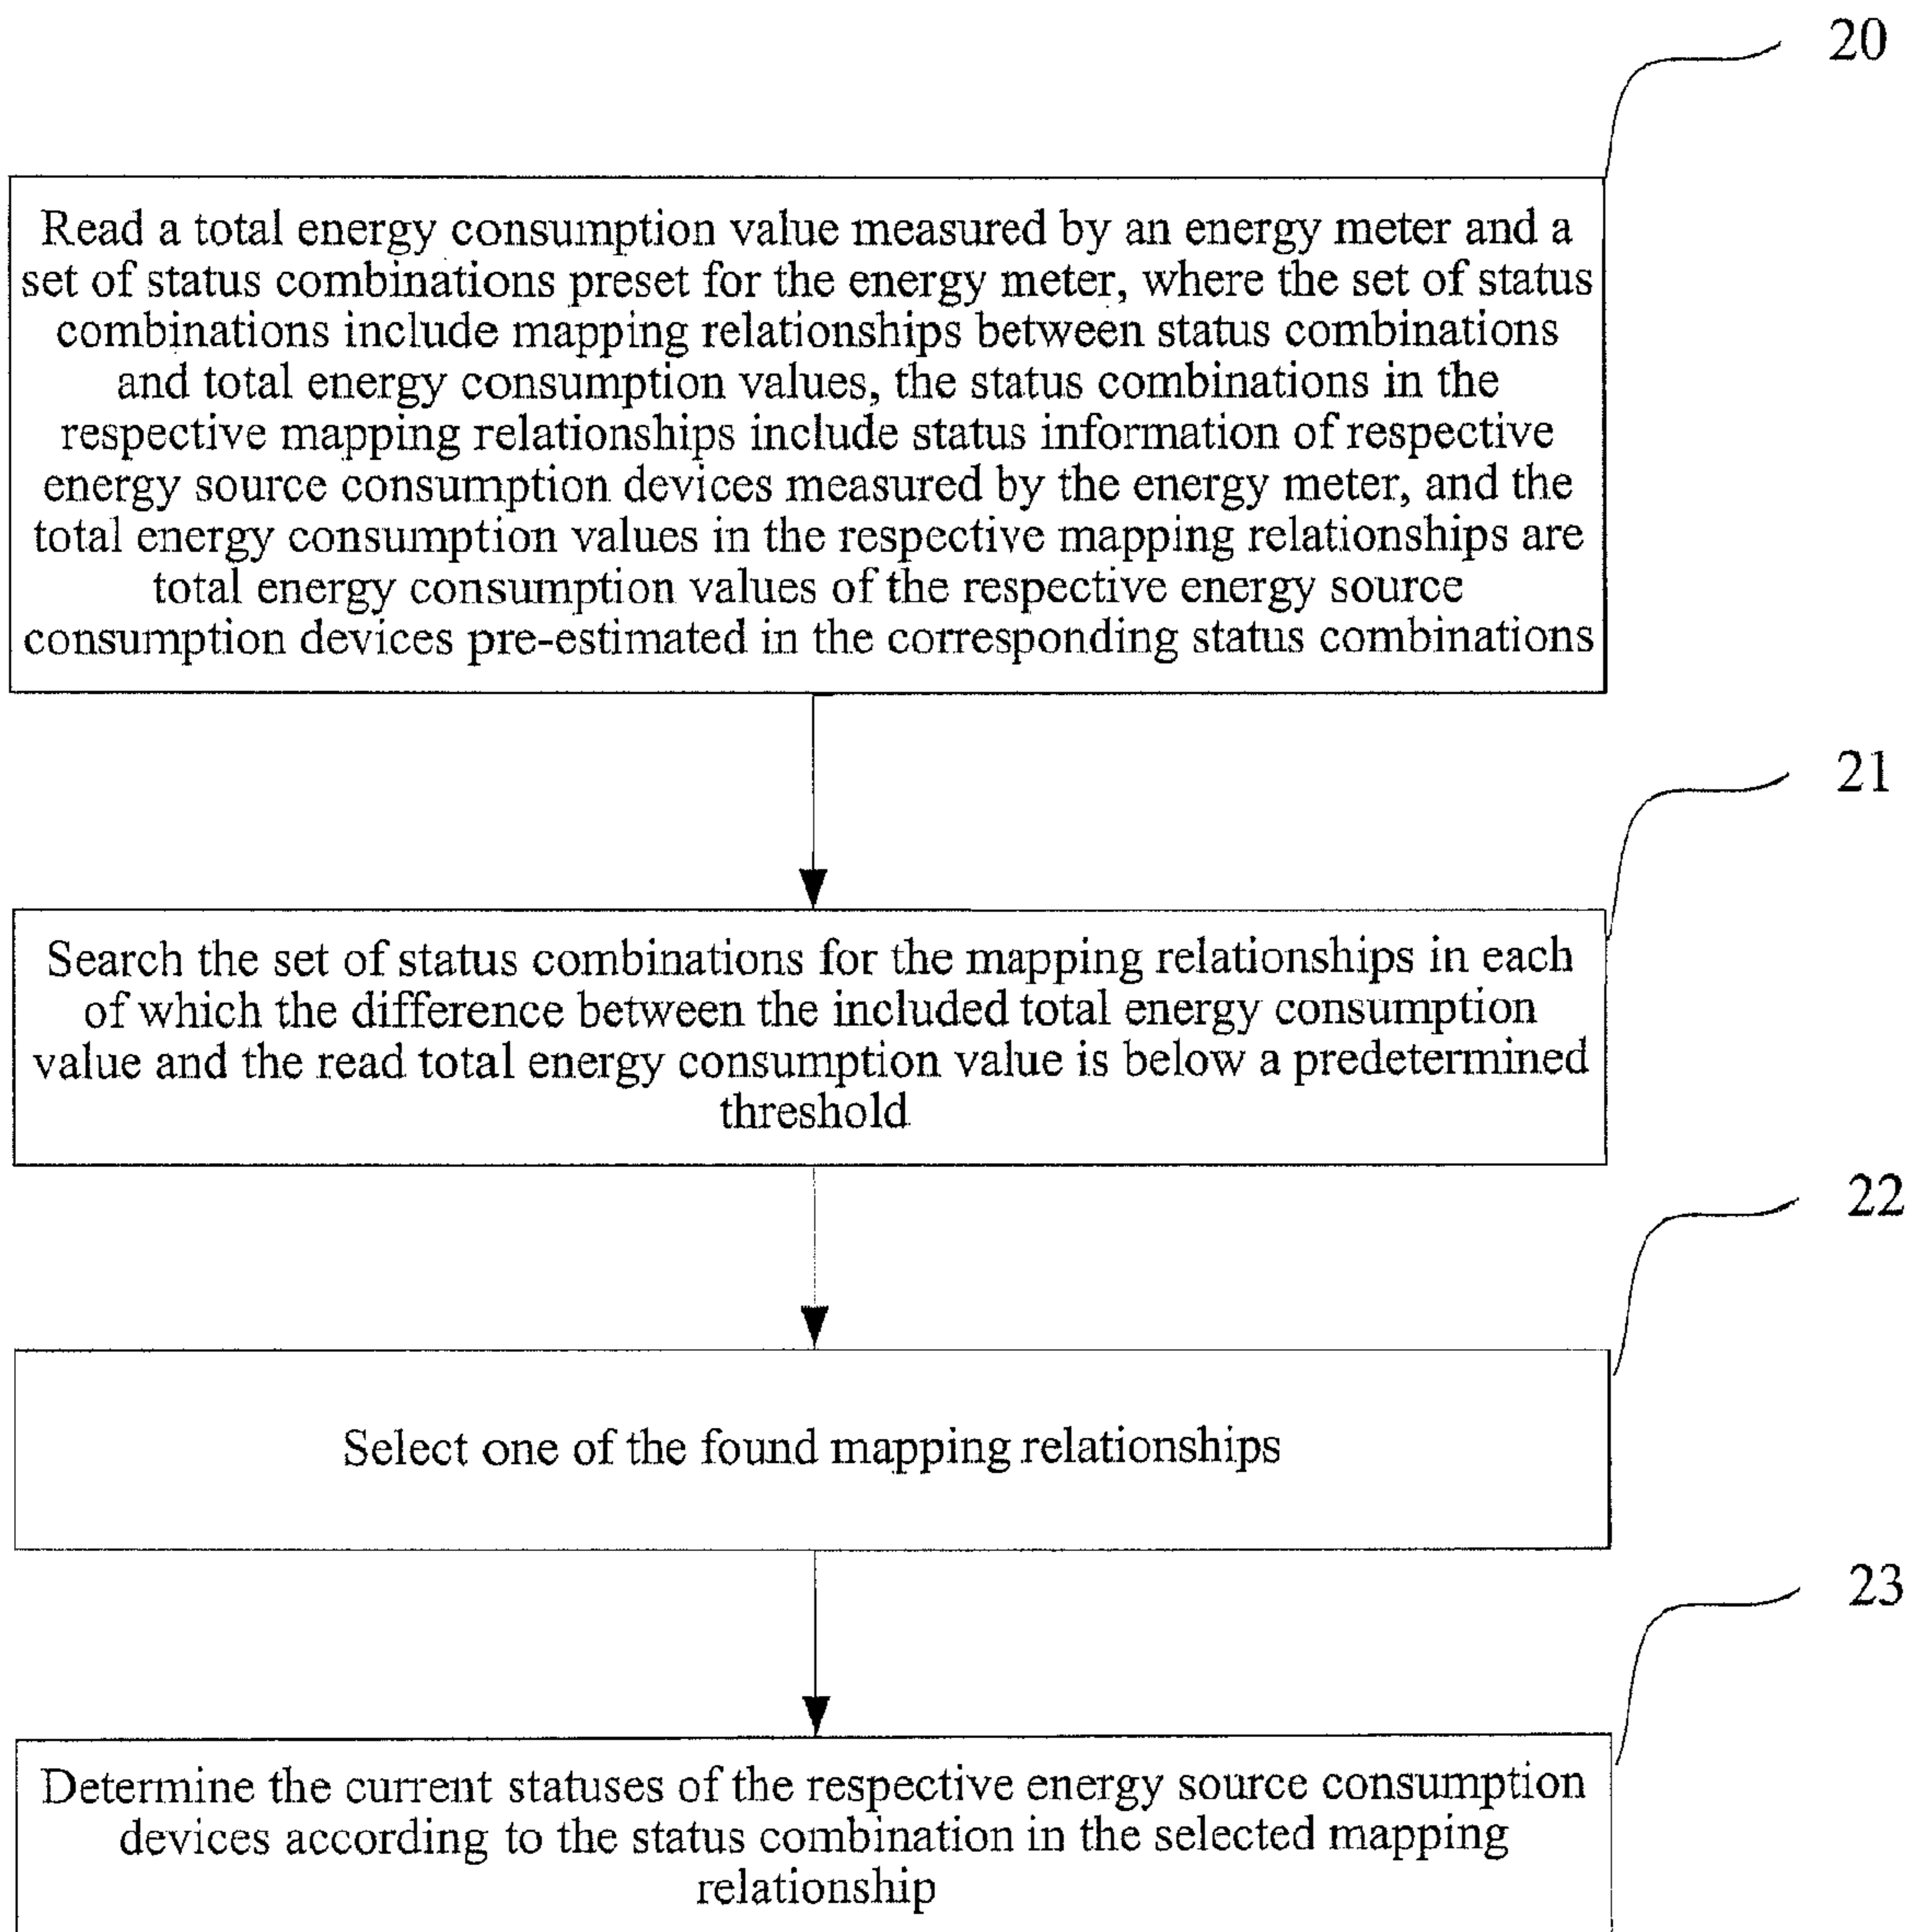 20
Read a total energy consumption value measured by an energy meter and a
set of status combinations preset for the energy meter, where the set of status
combinations include mapping relationships between status combinations
and total energy consumption values, the status combinations in the
respective mapping relationships include status information of respective
energy source consumption devices measured by the energy meter, and the
total energy consumption values in the respective mapping relationships are
total energy consumption values of the respective energy source
consumption devices pre-estimated in the corresponding status combinations
21
Search the set of status combinations for the mapping relationships in each
of which the difference between the included total energy consumption
value and the read total energy consumption value is below a predetermined
threshold
22
Select one of the found mapping relationships
23
Determine the current statuses of the respective energy source consumption
devices according to the status combination in the selected mapping
relationship